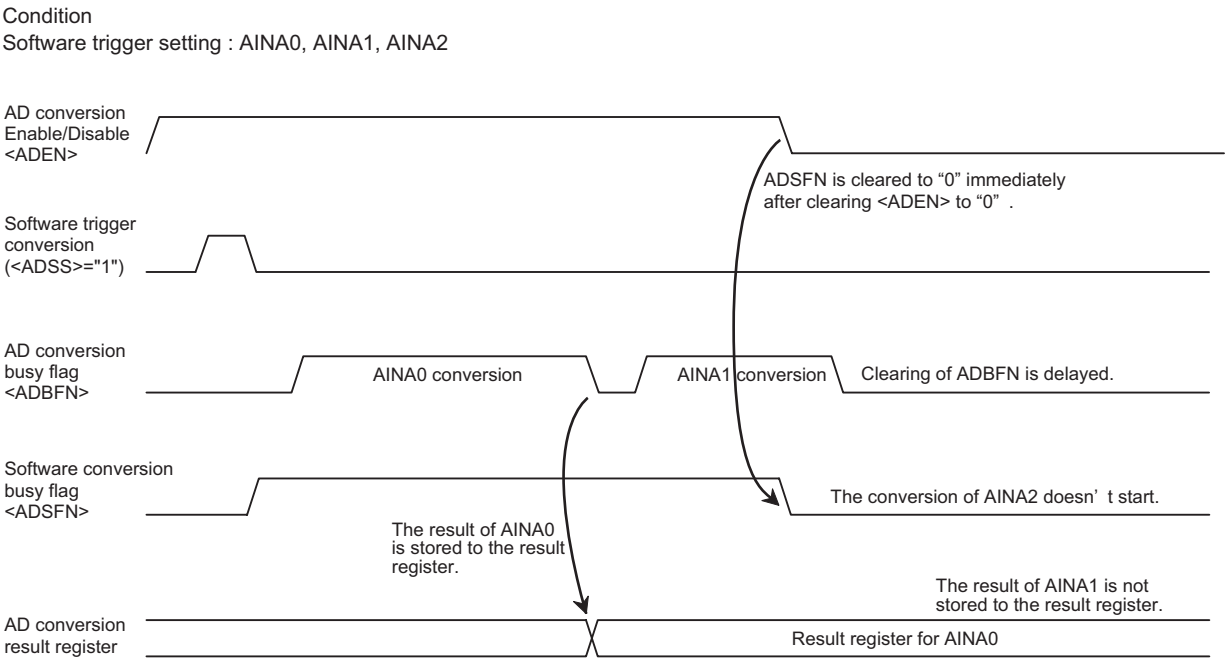 Condition
Software trigger setting : AINA0, AINA1, AINA2
AD conversion
Enable/Disable
<ADEN>
ADSFN is cleared to “0” immediately
after clearing <ADEN> to “0” .
Software trigger
conversion
(<ADSS>="1")
AD conversion
busy flag
<ADBFN>
AINA0 conversion
AINA1 conversion
Clearing of ADBFN is delayed.
Software conversion
busy flag
<ADSFN>
The conversion of AINA2 doesn’ t start.
The result of AINA0
is stored to the result
register.
The result of AINA1 is not
stored to the result register.
AD conversion
result register
Result register for AINA0